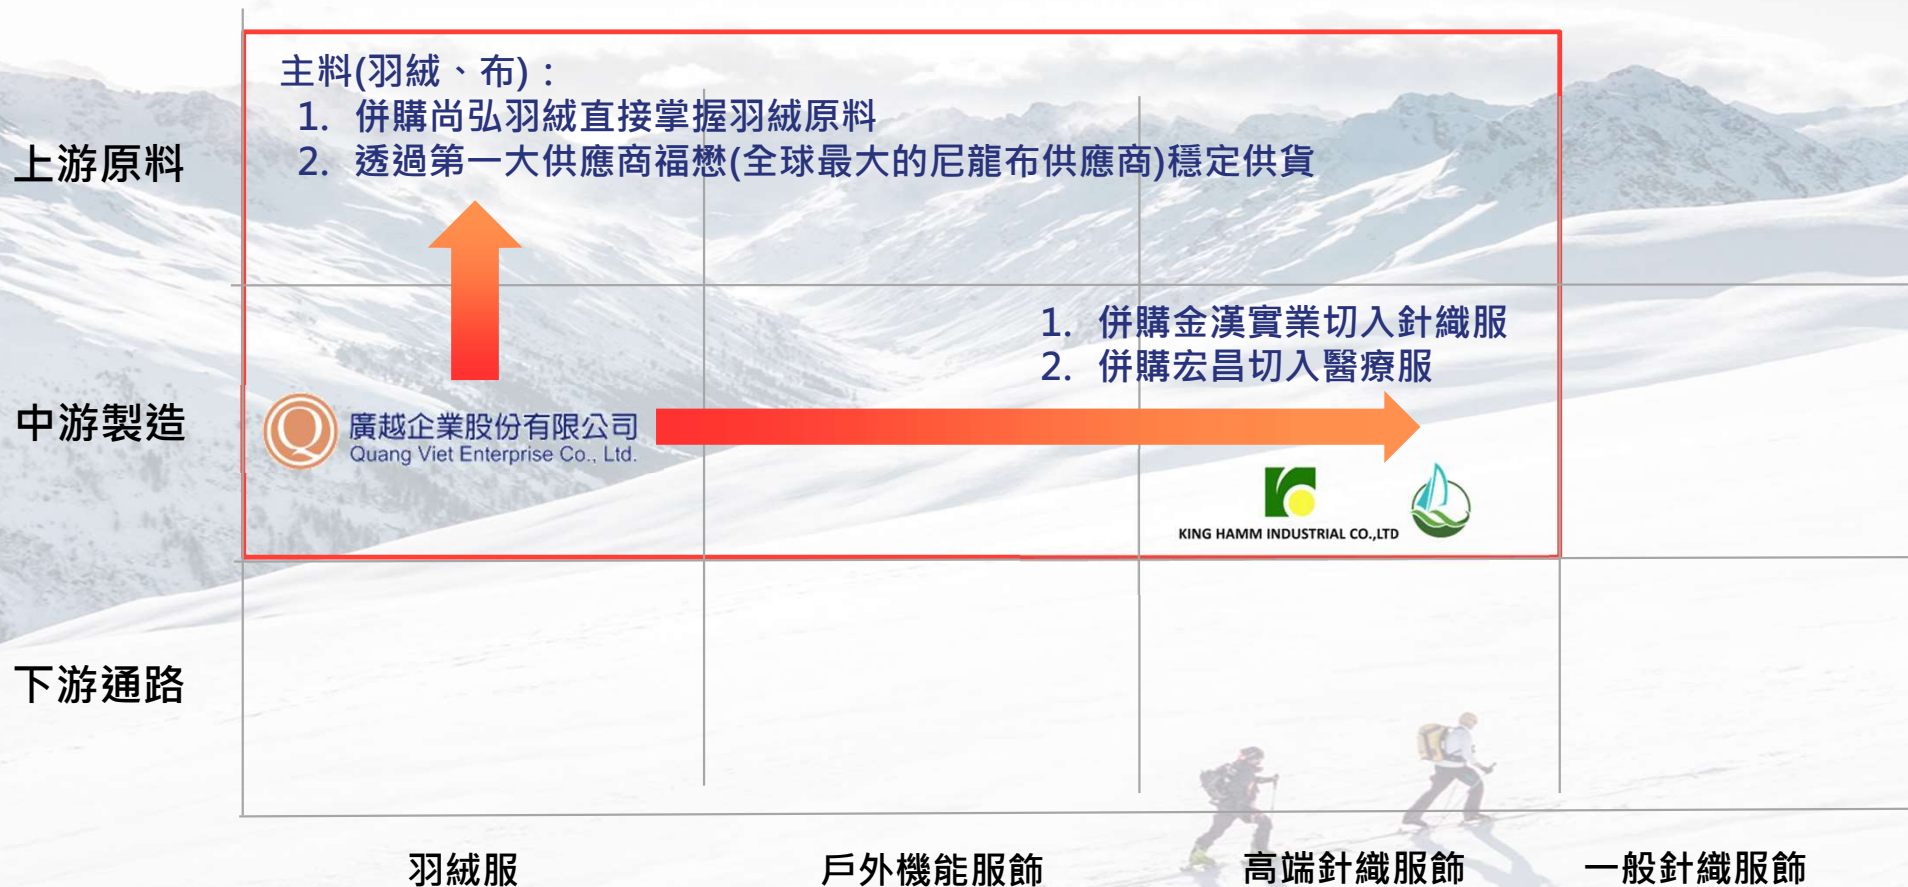 主料(羽絨、布)：
1. 併購尚弘羽絨直接掌握羽絨原料
2. 透過第一大供應商福懋(全球最大的尼龍布供應商)穩定供貨
上游原料
1. 併購金漢實業切入針織服
2. 併購宏昌切入醫療服
中游製造
廣越企業股份有限公司
Quang Viet Enterprise Co., Ltd.
KING HAMM INDUSTRIAL CO.,LTD
下游通路
羽絨服
戶外機能服飾
高端針織服飾
一般針織服飾